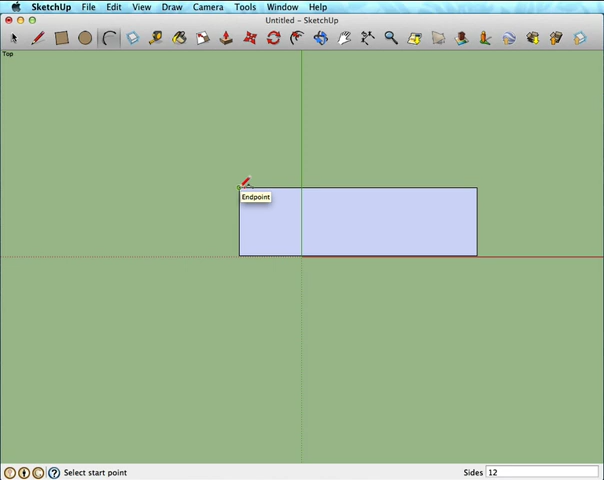 SketchUp File Edit View Draw Camera Tools Window Help
Untitled - SketchUp
Top
Endpoint
Select start point
Sides 12